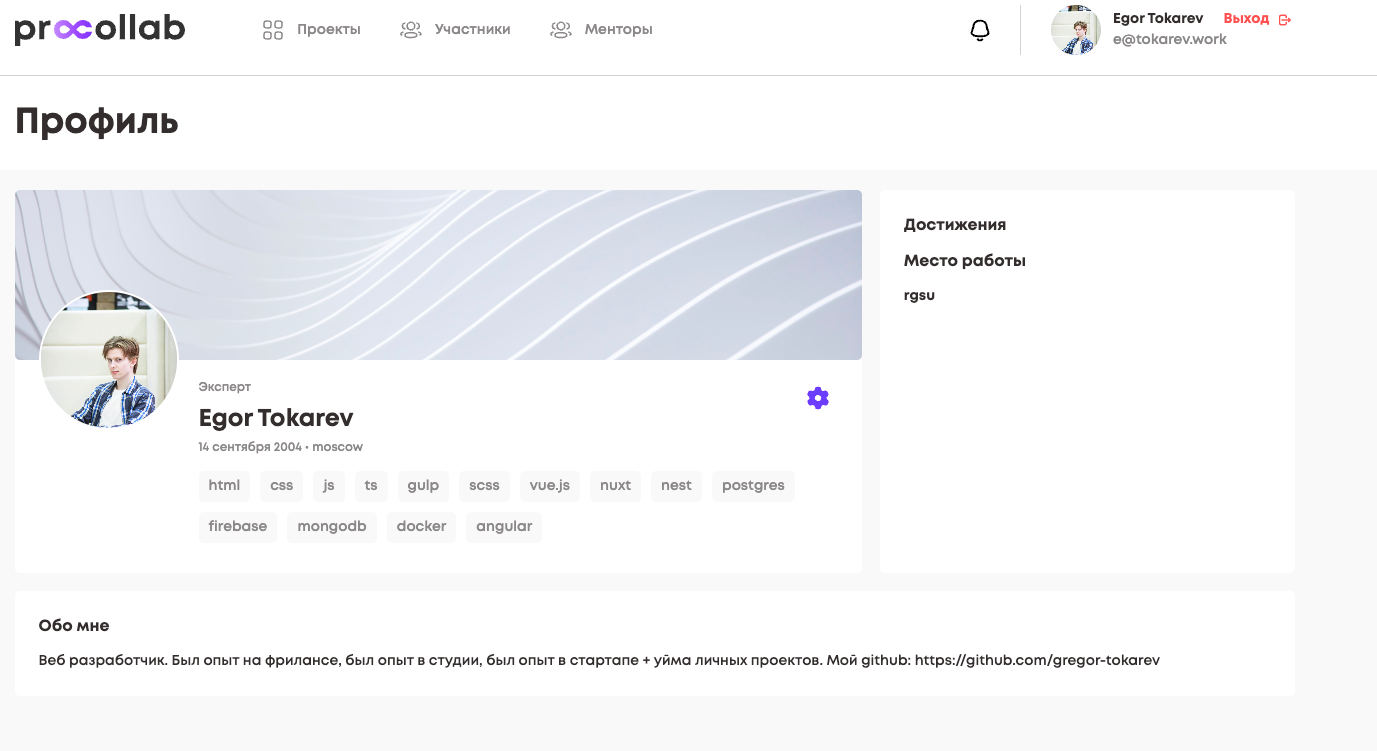 procollab
Проекты
Участники
Менторы
Egor Tokarev
Выход
e@tokarev.work
Профиль
Эксперт
Egor Tokarev
14 сентября 2004 • moscow
html css js ts gulp scss vue.js nuxt nest postgres
firebase mongodb docker angular
Достижения
Место работы
rgsu
Обо мне
Веб разработчик. Был опыт на фрилансе, был опыт в студии, был опыт в стартапе + уйма личных проектов. Мой github: https://github.com/gregor-tokarev